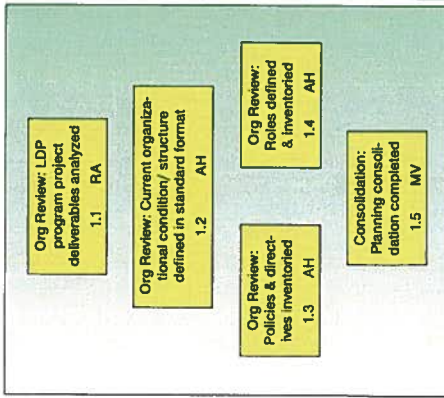 Org Review: LDP
program project
deliverables analyzed
1.1 RA
Org Review: Current organiza-
tional condition/ structure
defined in standard format
1.2 AH
Org Review:
Policies & direct-
ives inventoried
1.3 AH
Org Review:
Roles defined
& inventoried
1.4 AH
Consolidation:
Planning consoli-
dation completed
1.5 MV